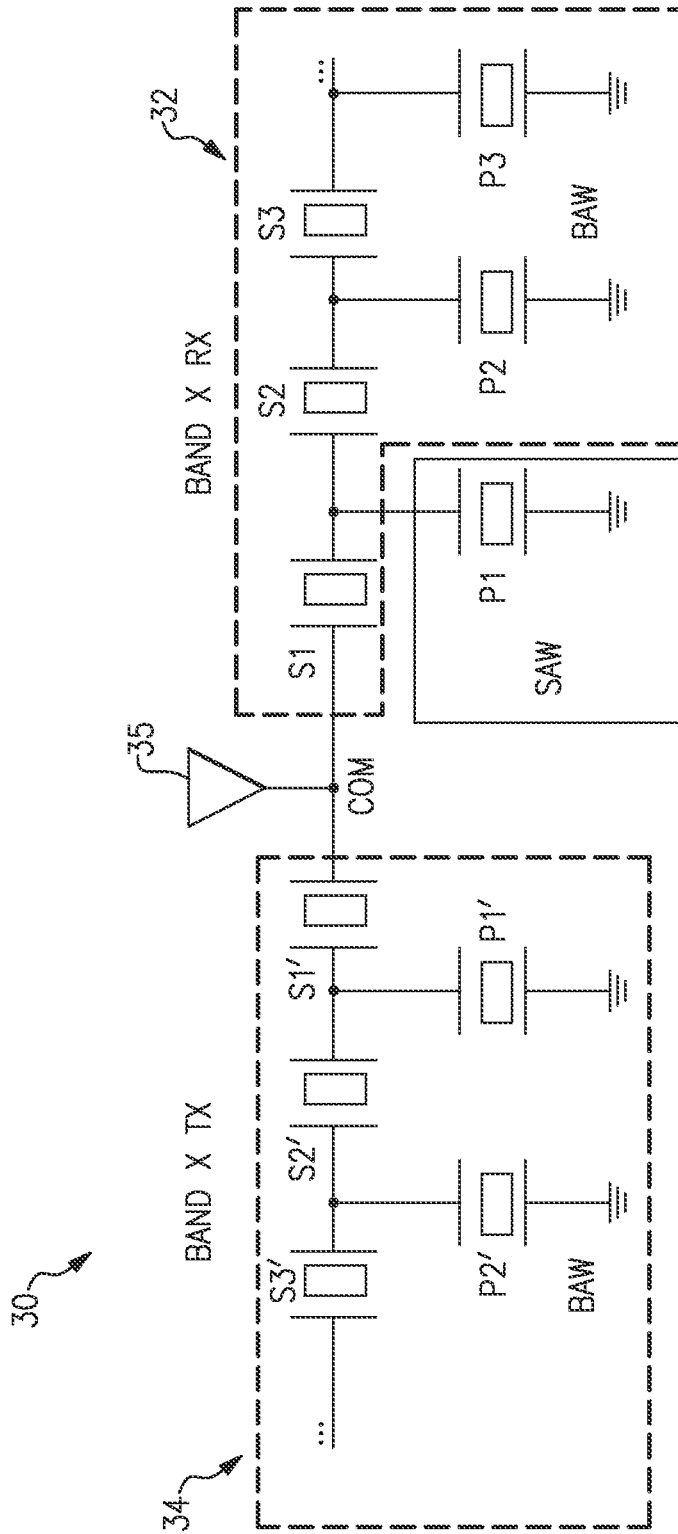 30
BAND X TX
BAND X RX
34
35
32
...
S3′
S2′
S1′
COM
S1
S2
S3
...
P2′
P1′
P1
P2
P3
BAW
SAW
BAW